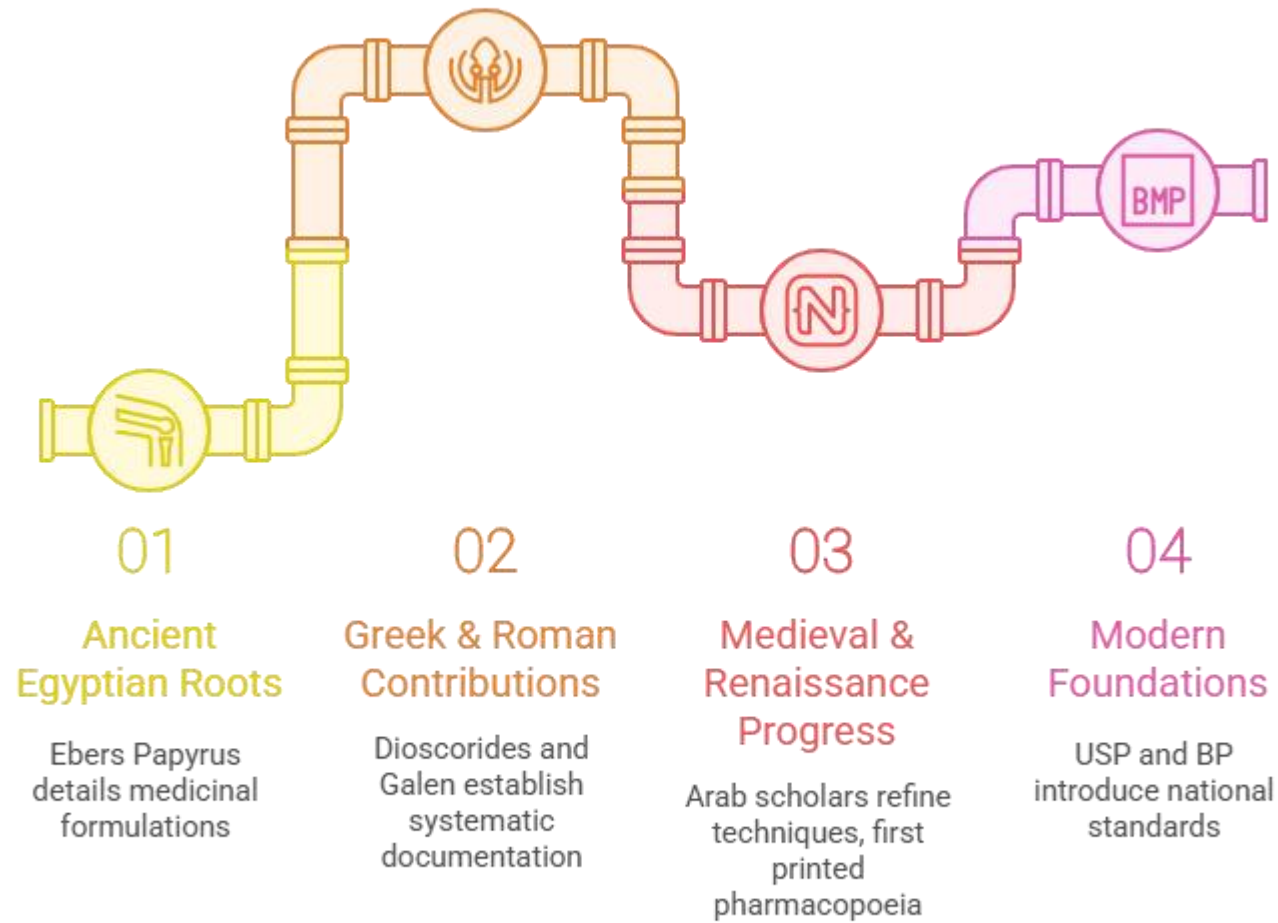 BMP
N
01
Ancient
Egyptian Roots
Ebers Papyrus
details medicinal
formulations
02
Greek & Roman
Contributions
Dioscorides and
Galen establish
systematic
documentation
03
Medieval &
Renaissance
Progress
Arab scholars refine
techniques, first
printed
pharmacopoeia
04
Modern
Foundations
USP and BP
introduce national
standards